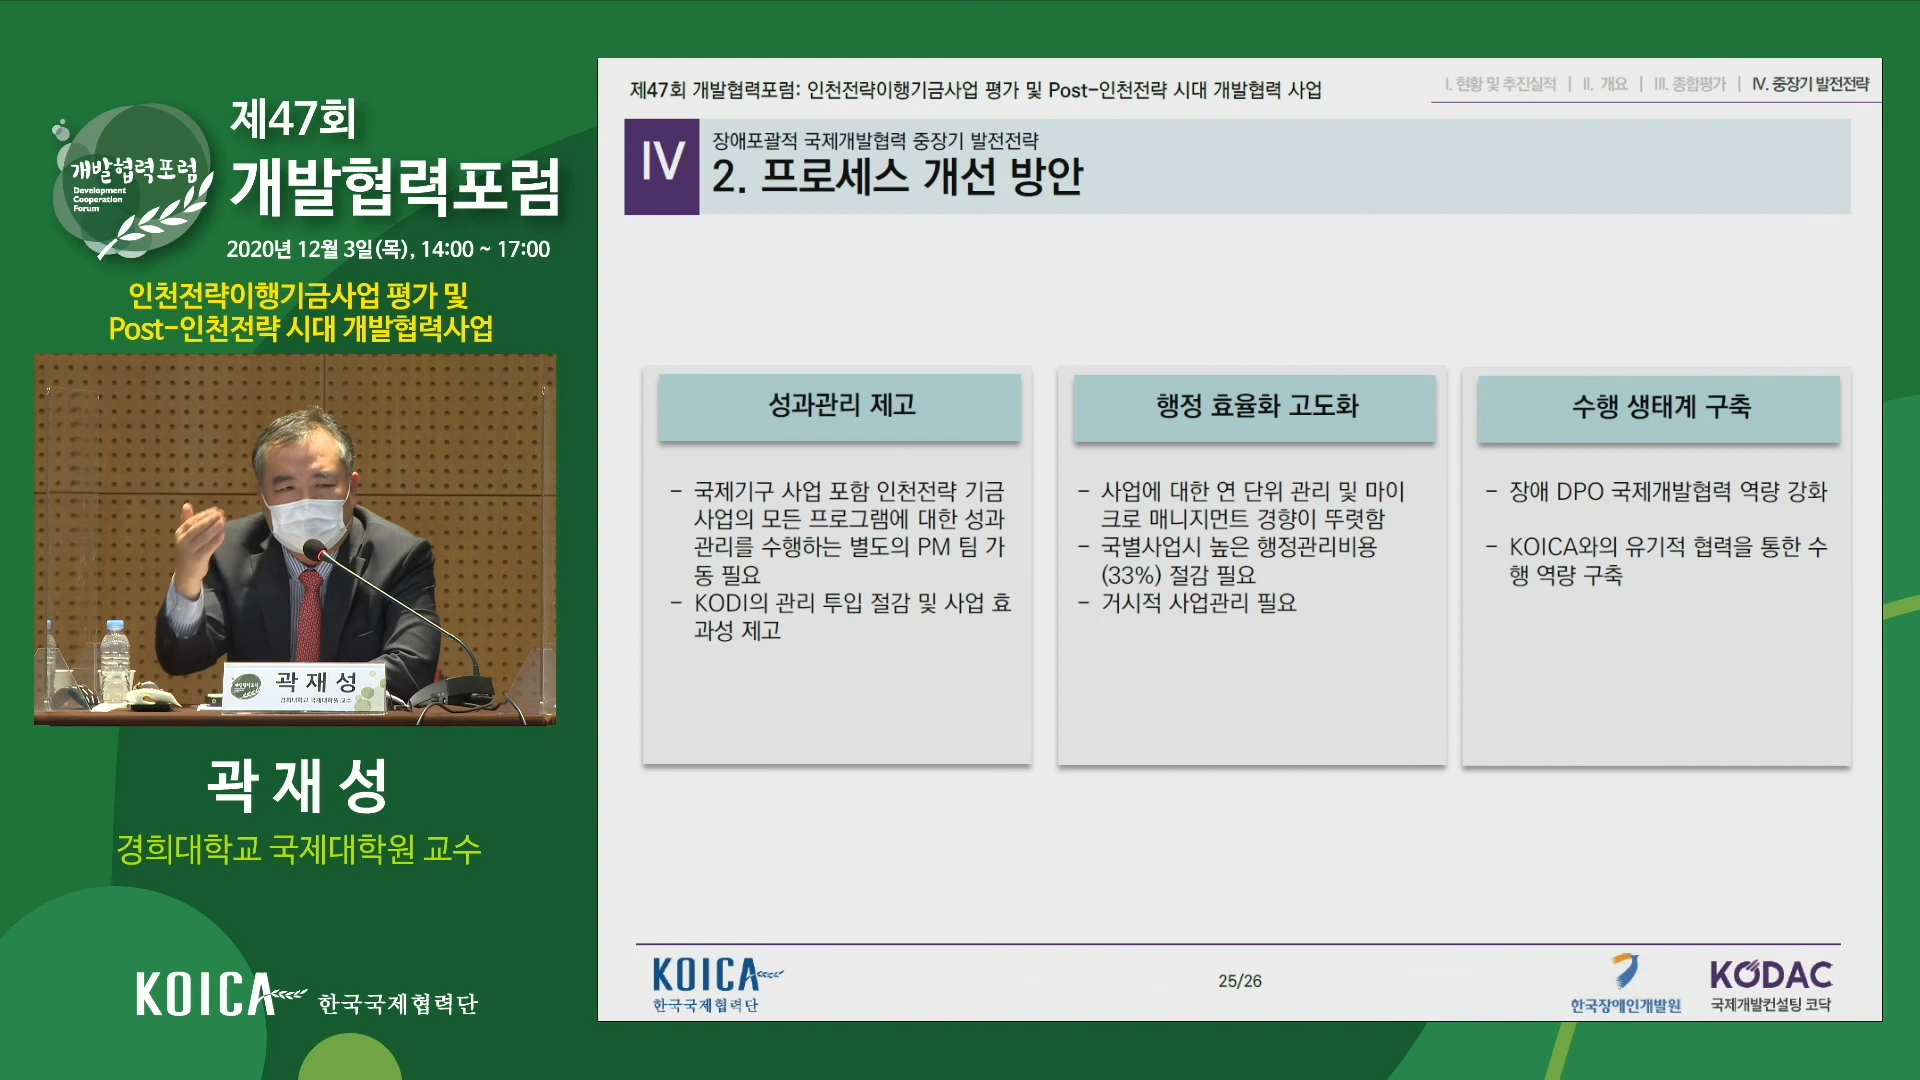 제47회
개발협력포럼
개발협력포럼
Development
Cooperation
Forum
2020년 12월 3일(목), 14:00 ~ 17:00
인천전략이행기금사업 평가 및
Post-인천전략 시대 개발협력사업
곽 재 성
경희대학교 국제대학원 교수
곽 재 성
경희대학교 국제대학원 교수
KOICA 한국국제협력단
제47회 개발협력포럼: 인천전략이행기금사업 평가 및 Post-인천전략 시대 개발협력 사업
I. 현황 및 추진실적 | II. 개요 | III. 종합평가 | IV. 중장기 발전전략
IV
장애포괄적 국제개발협력 중장기 발전전략
2. 프로세스 개선 방안
성과관리 제고
- 국제기구 사업 포함 인천전략 기금
사업의 모든 프로그램에 대한 성과
관리를 수행하는 별도의 PM 팀 가
동 필요
- KODI의 관리 투입 절감 및 사업 효
과성 제고
행정 효율화 고도화
- 사업에 대한 연 단위 관리 및 마이
크로 매니지먼트 경향이 뚜렷함
- 국별사업시 높은 행정관리비용
(33%) 절감 필요
- 거시적 사업관리 필요
수행 생태계 구축
- 장애 DPO 국제개발협력 역량 강화
- KOICA와의 유기적 협력을 통한 수
행 역량 구축
KOICA
한국국제협력단
25/26
한국장애인개발원
KODAC
국제개발컨설팅 코닥